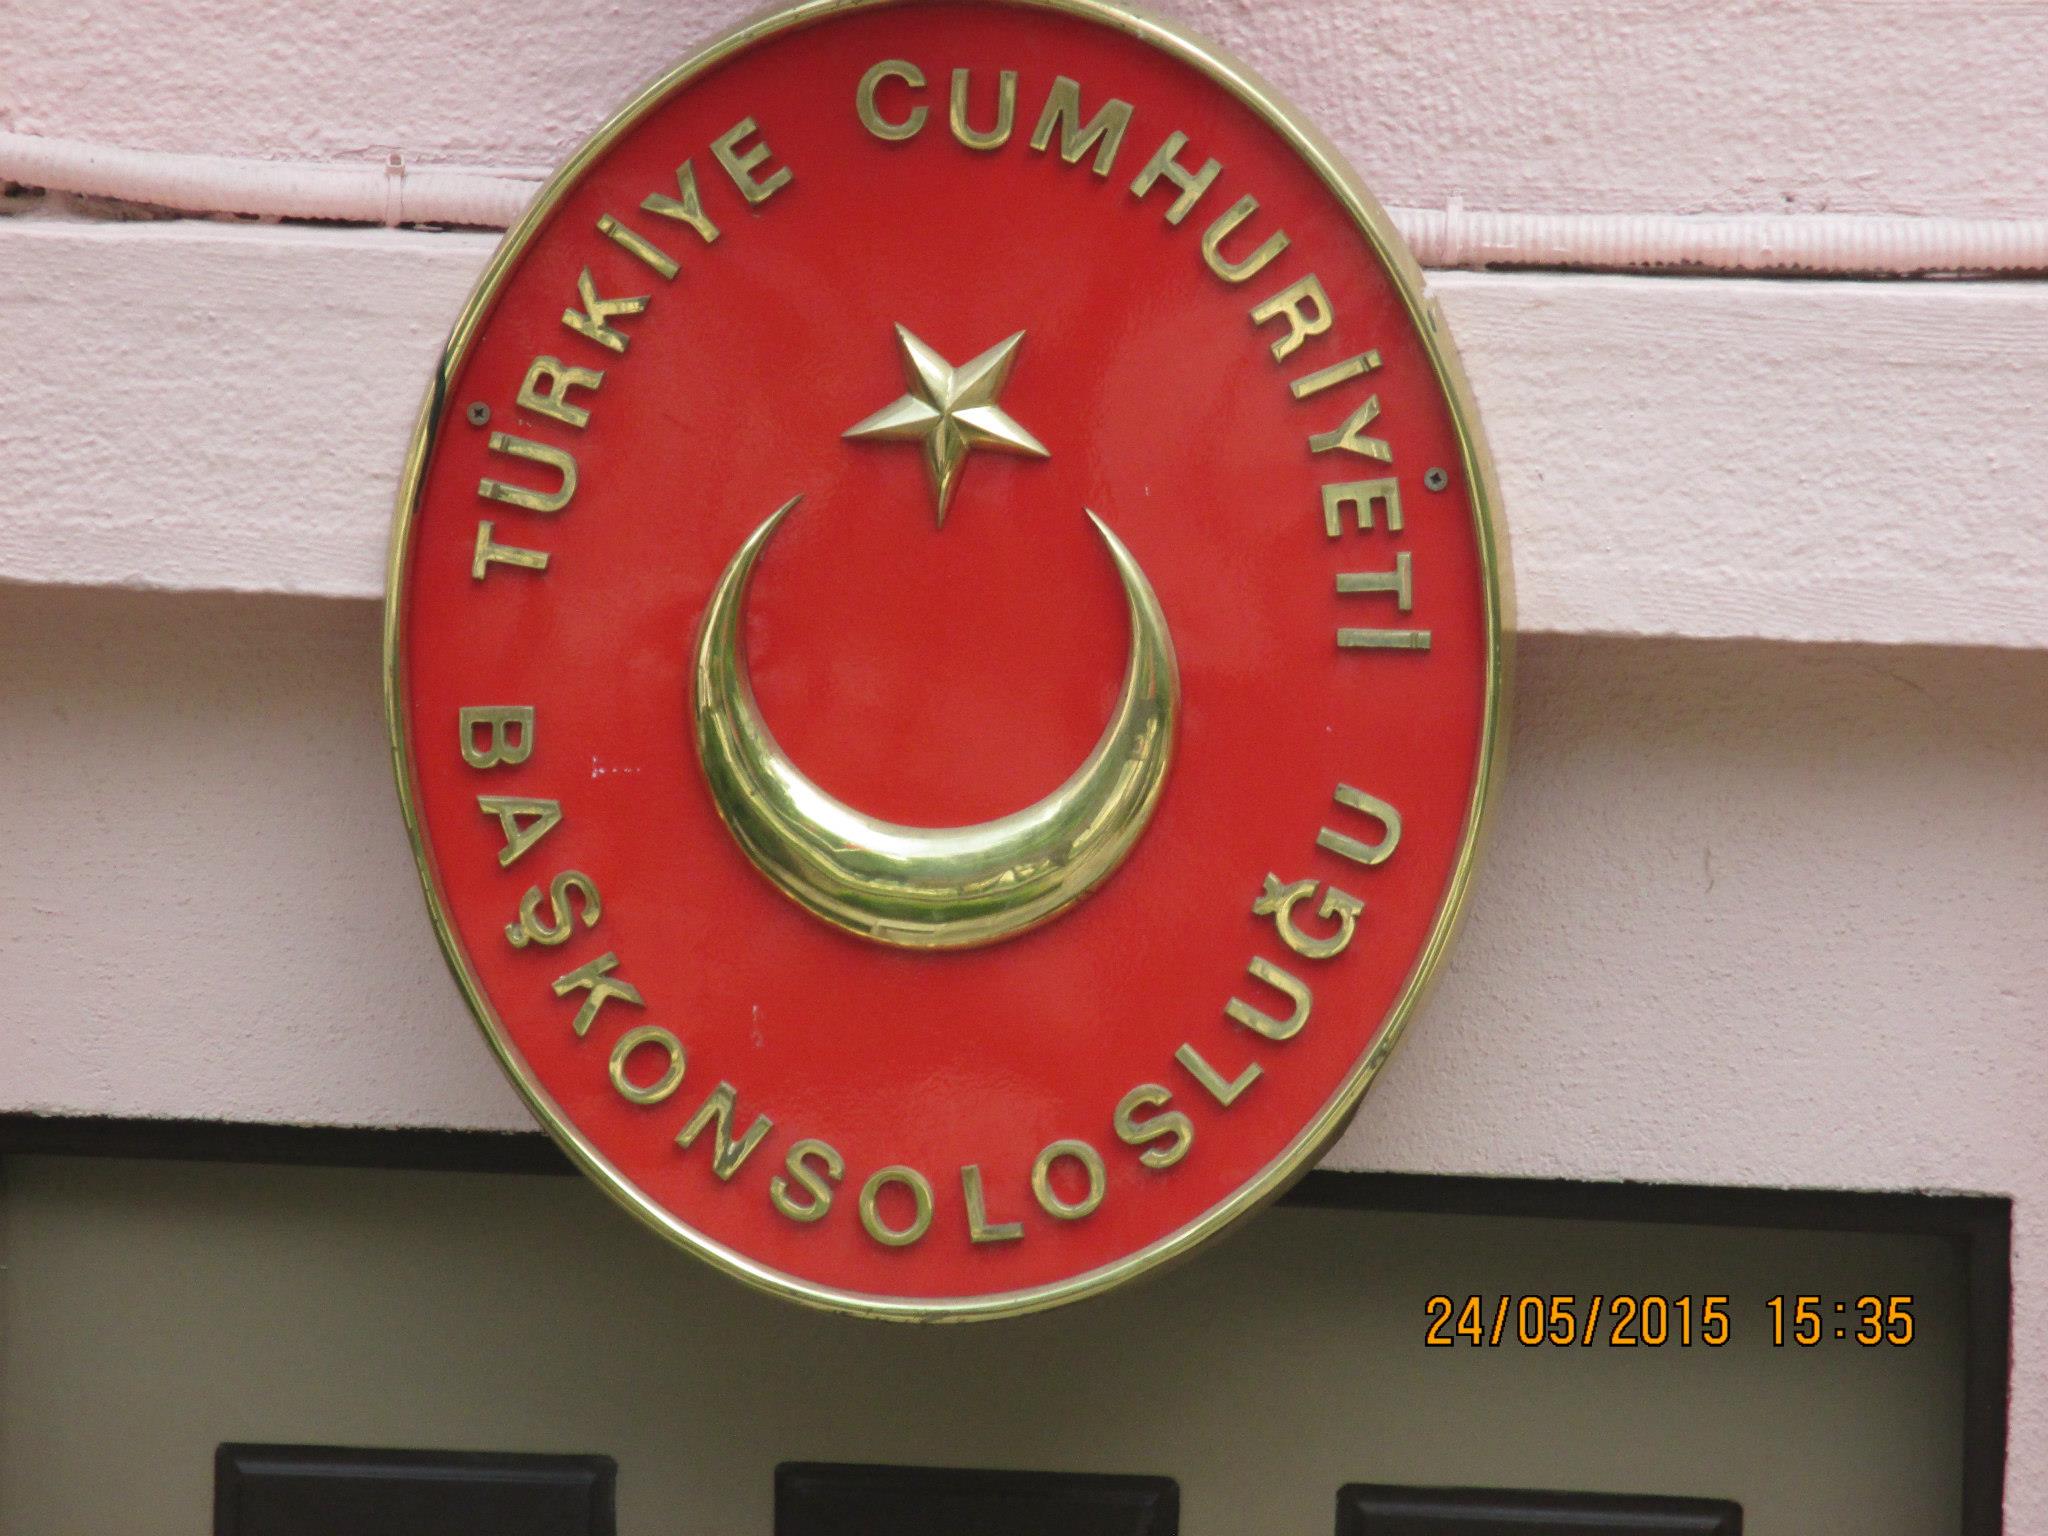 TÜRKİYE CUMHURİYETİ
BAŞKONSOLOSLUĞU
24/05/2015 15:35